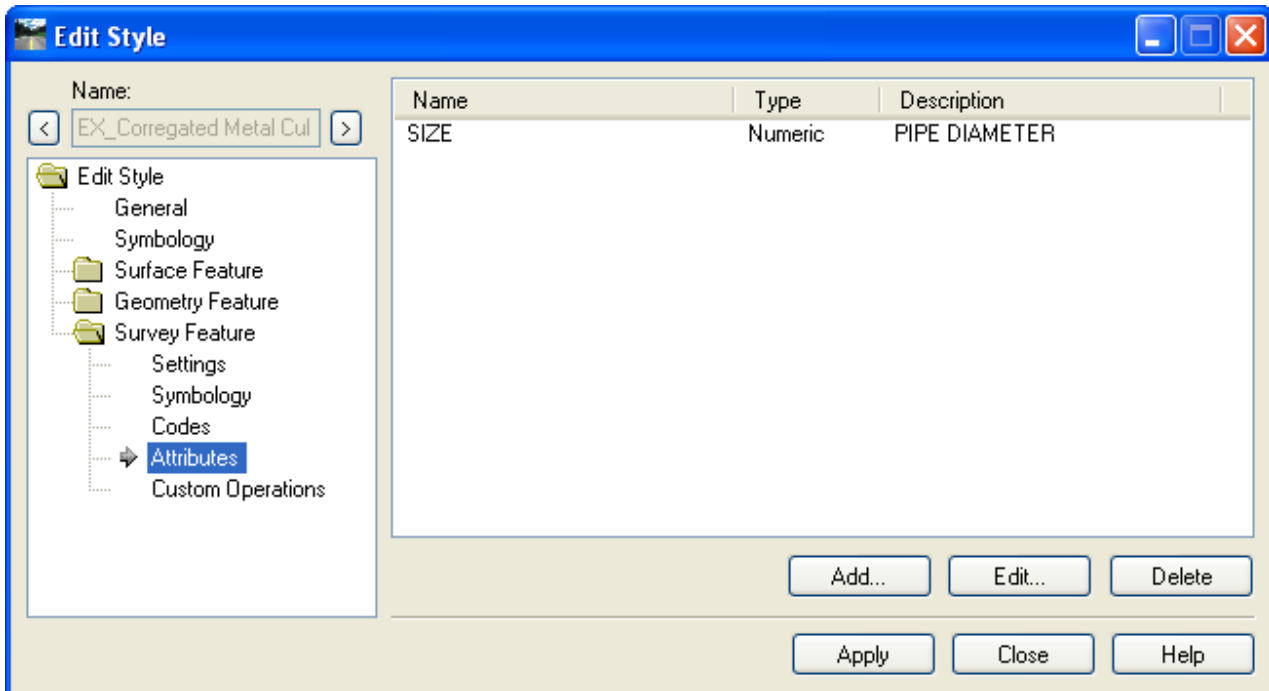 Edit Style
Name:
< EX_Corregated Metal Cul >
Edit Style
General
Symbology
Surface Feature
Geometry Feature
Survey Feature
Settings
Symbology
Codes
Attributes
Custom Operations
Name Type Description
SIZE Numeric PIPE DIAMETER
Add... Edit... Delete
Apply Close Help